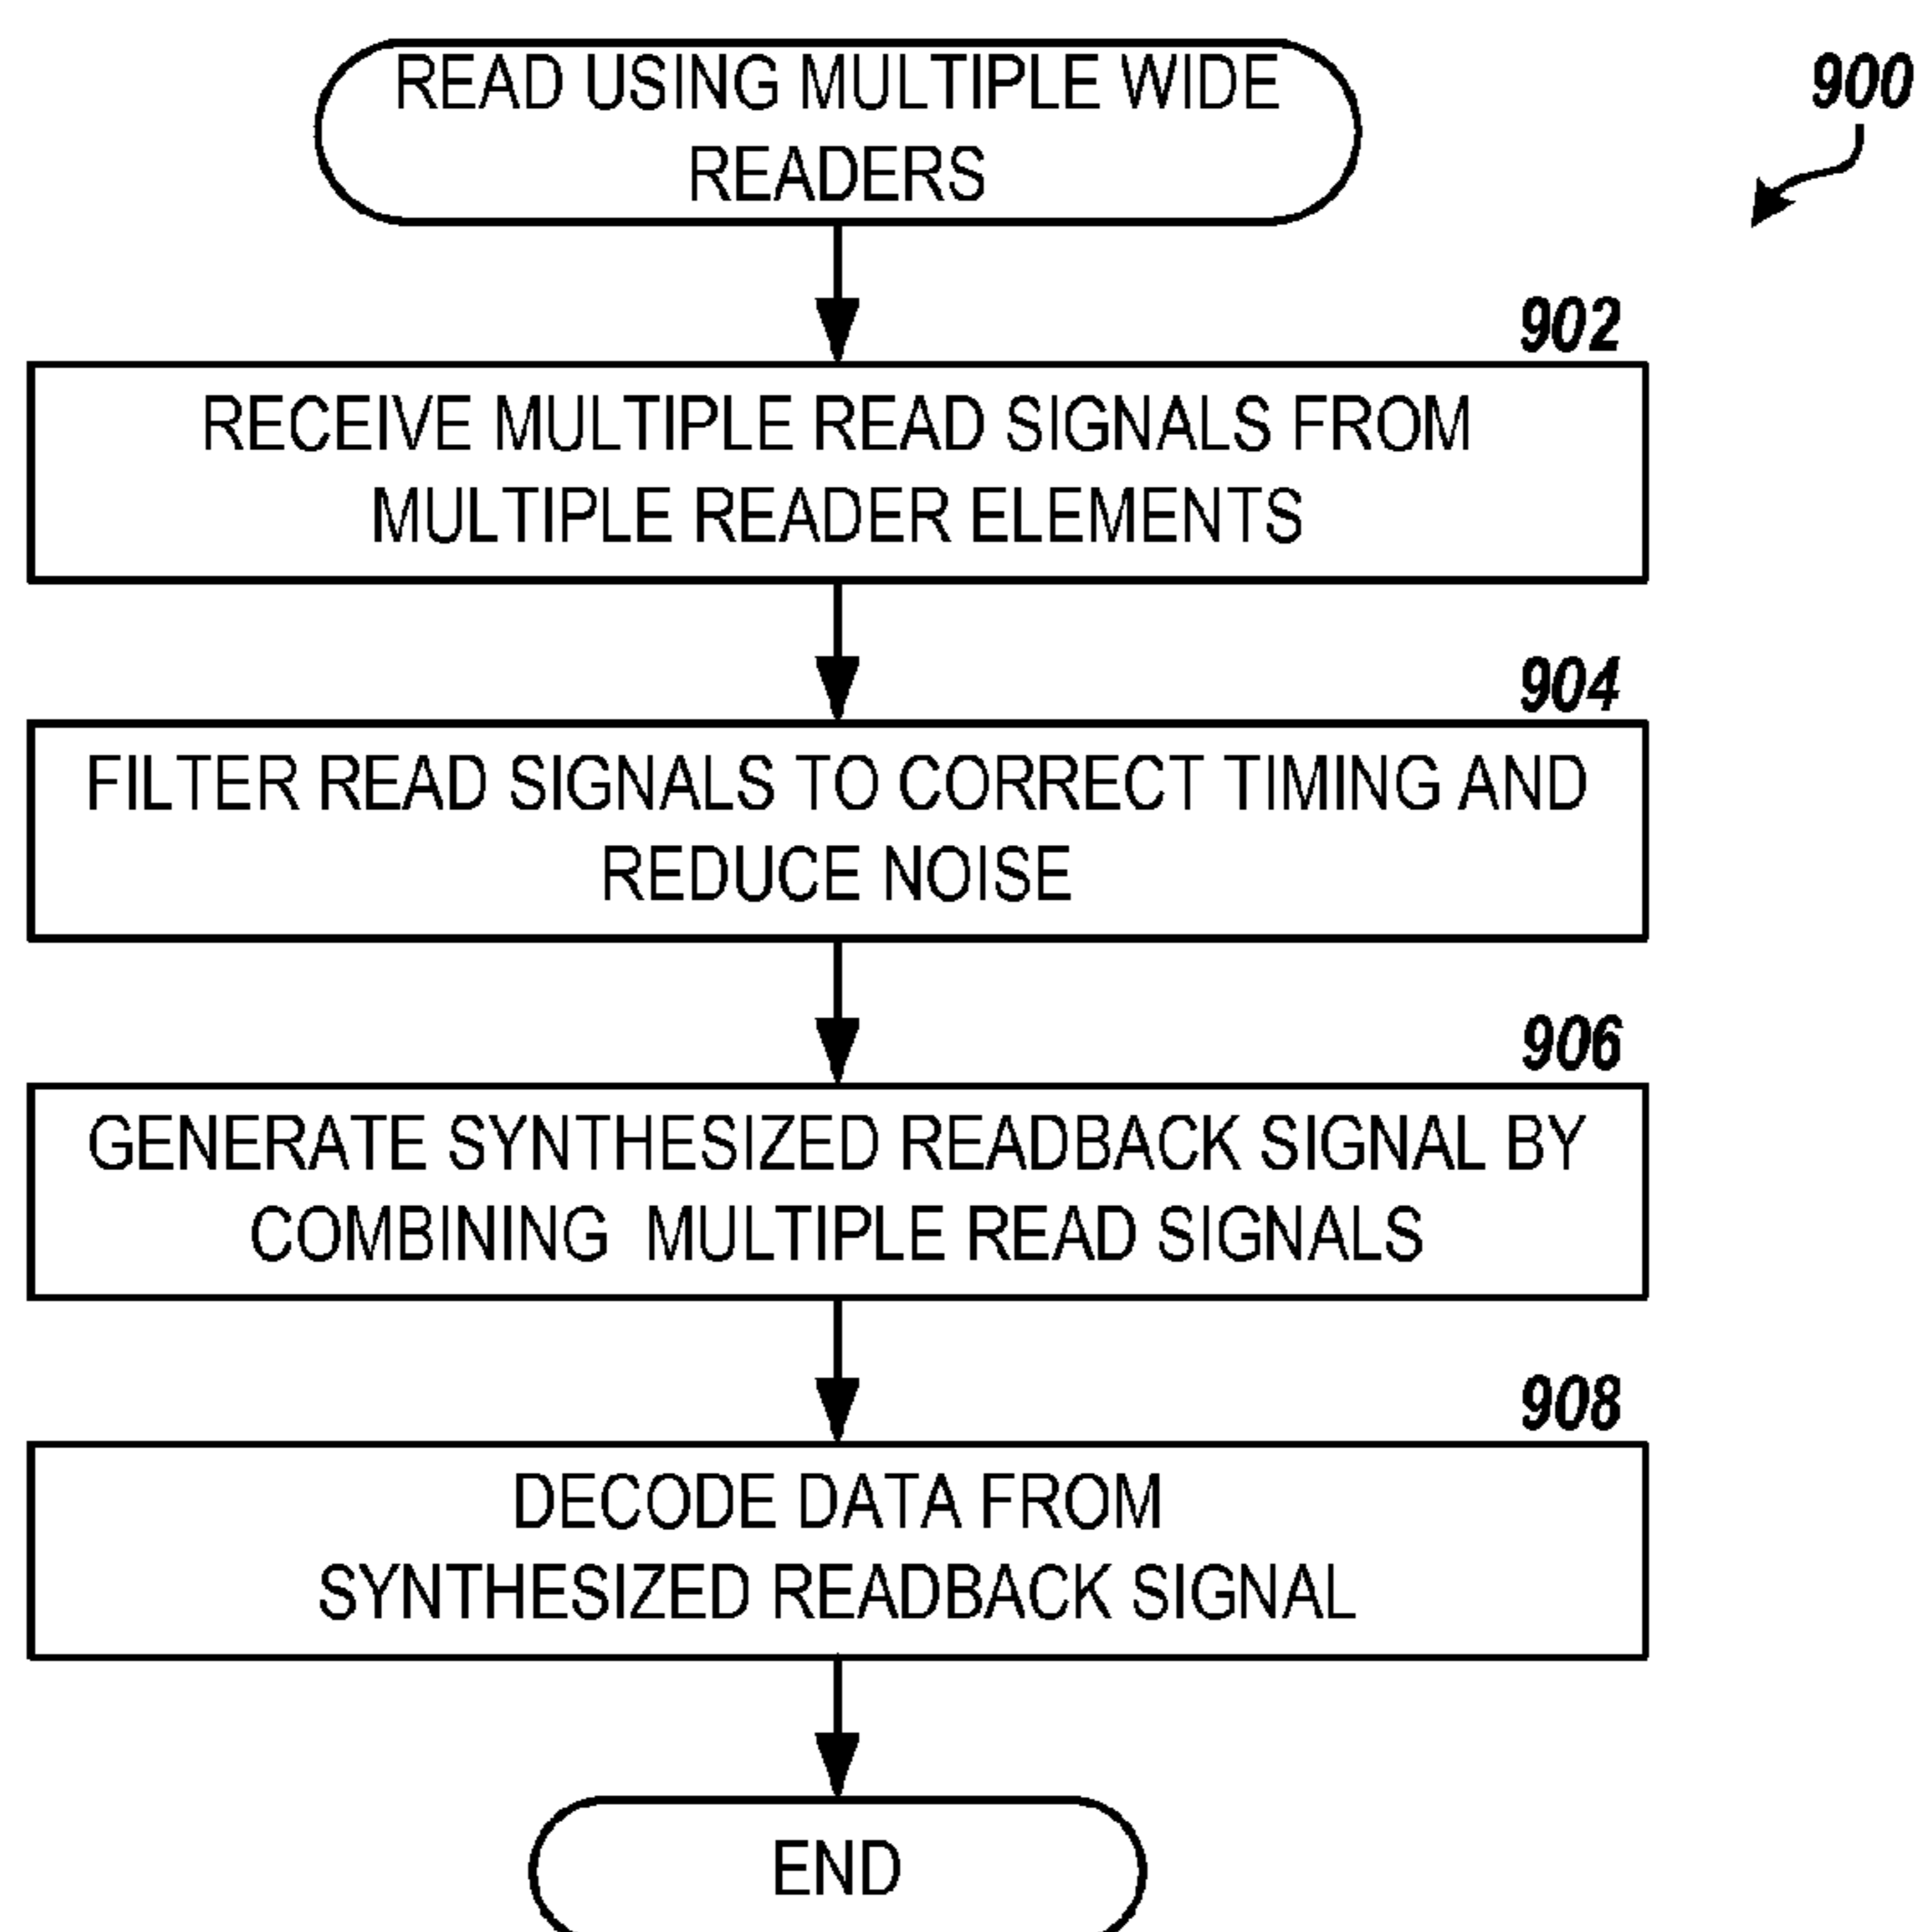 READ USING MULTIPLE WIDE
READERS
900
902
RECEIVE MULTIPLE READ SIGNALS FROM
MULTIPLE READER ELEMENTS
904
FILTER READ SIGNALS TO CORRECT TIMING AND
REDUCE NOISE
906
GENERATE SYNTHESIZED READBACK SIGNAL BY
COMBINING MULTIPLE READ SIGNALS
908
DECODE DATA FROM
SYNTHESIZED READBACK SIGNAL
END